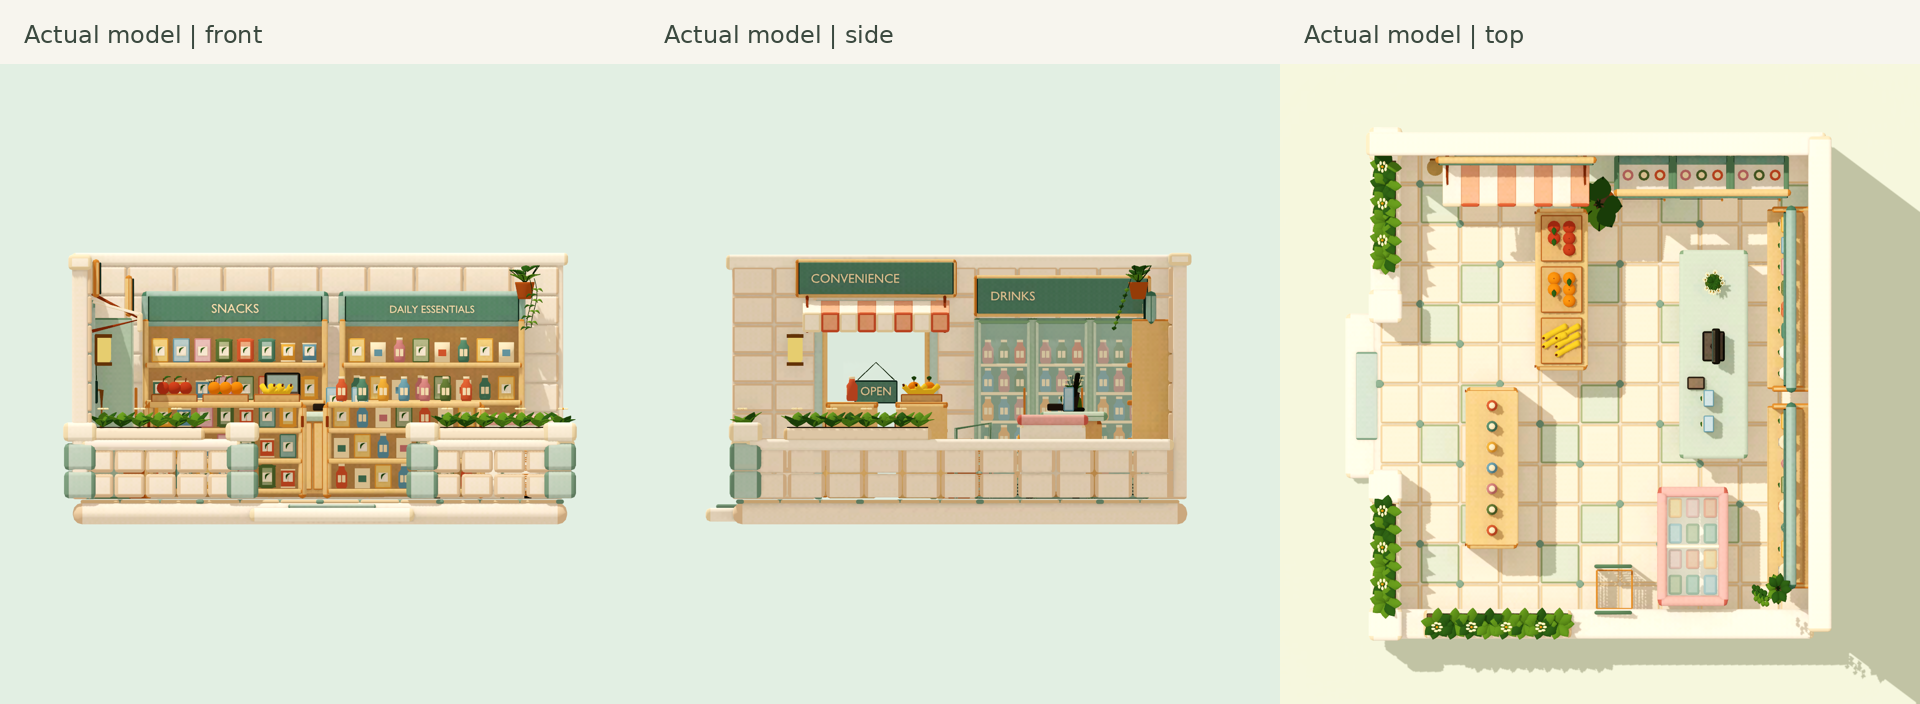 Actual model | front
Actual model | side
Actual model | top
SNACKS
DAILY ESSENTIALS
CONVENIENCE
DRINKS
OPEN